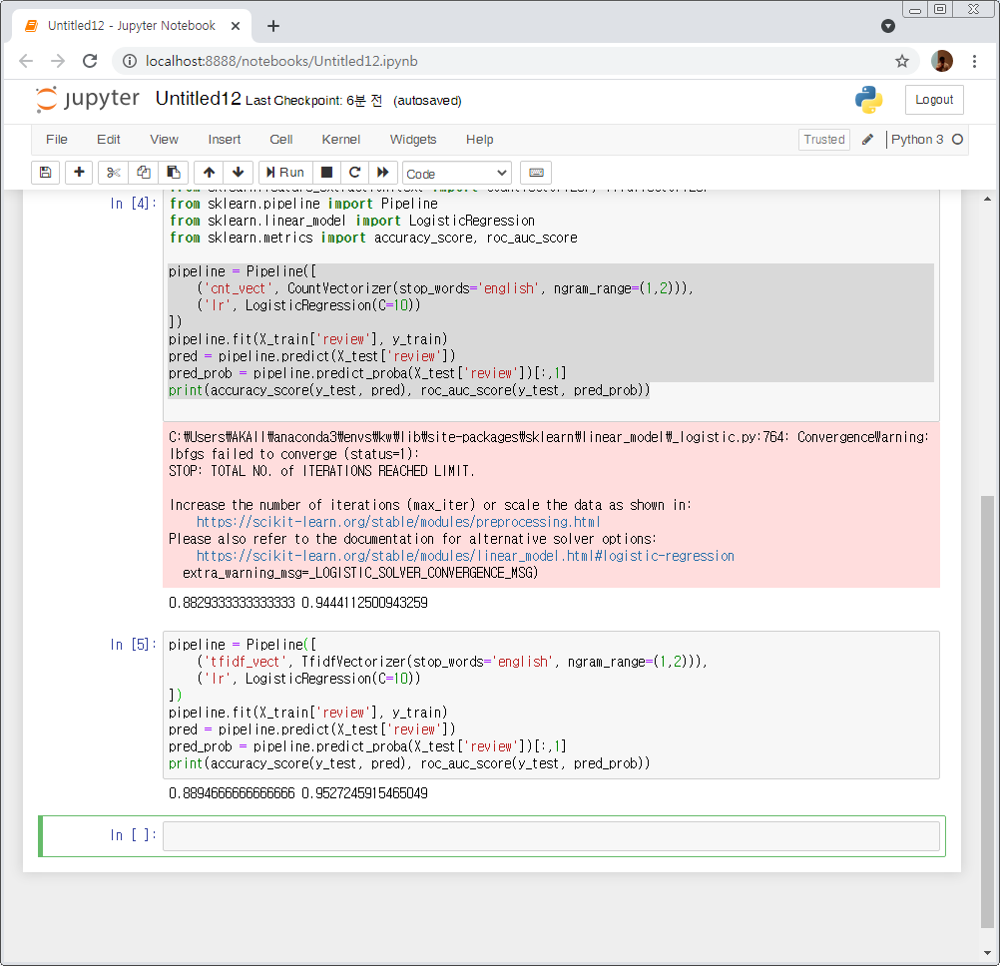 Untitled12 - Jupyter Notebook
localhost:8888/notebooks/Untitled12.ipynb
jupyter Untitled12 Last Checkpoint: 6분 전 (autosaved)
Logout
File Edit View Insert Cell Kernel Widgets Help Trusted Python 3
Run Code
In [4]:
from sklearn.pipeline import Pipeline
from sklearn.linear_model import LogisticRegression
from sklearn.metrics import accuracy_score, roc_auc_score
pipeline = Pipeline([
('cnt_vect', CountVectorizer(stop_words='english', ngram_range=(1,2))),
('lr', LogisticRegression(C=10))
])
pipeline.fit(X_train['review'], y_train)
pred = pipeline.predict(X_test['review'])
pred_prob = pipeline.predict_proba(X_test['review'])[:,1]
print(accuracy_score(y_test, pred), roc_auc_score(y_test, pred_prob))
C:₩Users₩AKAII₩anaconda3₩envs₩kw₩lib₩site-packages₩sklearn₩linear_model₩_logistic.py:764: ConvergenceWarning:
lbfgs failed to converge (status=1):
STOP: TOTAL NO. of ITERATIONS REACHED LIMIT.
Increase the number of iterations (max_iter) or scale the data as shown in:
https://scikit-learn.org/stable/modules/preprocessing.html
Please also refer to the documentation for alternative solver options:
https://scikit-learn.org/stable/modules/linear_model.html#logistic-regression
extra_warning_msg=_LOGISTIC_SOLVER_CONVERGENCE_MSG)
0.8829333333333333 0.9444112500943259
In [5]:
pipeline = Pipeline([
('tfidf_vect', TfidfVectorizer(stop_words='english', ngram_range=(1,2))),
('lr', LogisticRegression(C=10))
])
pipeline.fit(X_train['review'], y_train)
pred = pipeline.predict(X_test['review'])
pred_prob = pipeline.predict_proba(X_test['review'])[:,1]
print(accuracy_score(y_test, pred), roc_auc_score(y_test, pred_prob))
0.8894666666666666 0.9527245915465049
In [ ]: